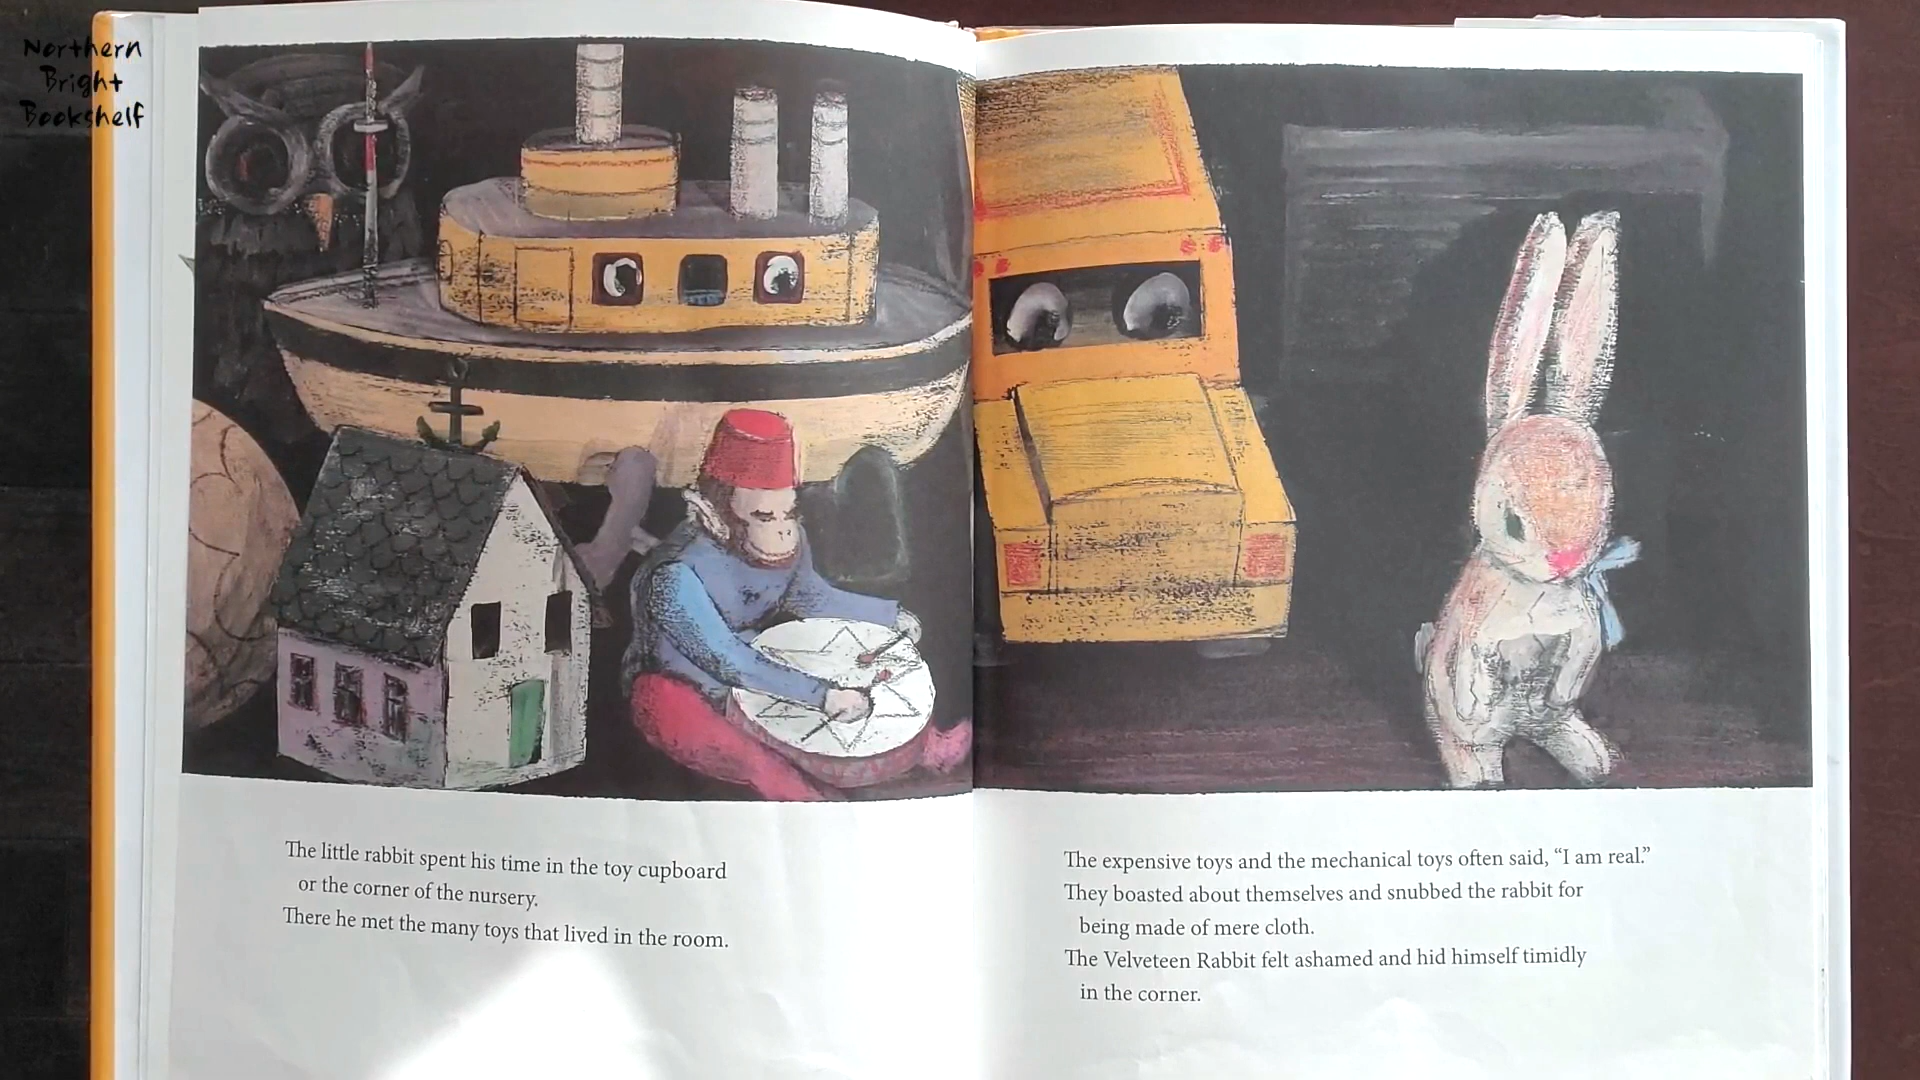 Northern
Bright
Bookshelf
The little rabbit spent his time in the toy cupboard
or the corner of the nursery.
There he met the many toys that lived in the room.
The expensive toys and the mechanical toys often said, “I am real.”
They boasted about themselves and snubbed the rabbit for
being made of mere cloth.
The Velveteen Rabbit felt ashamed and hid himself timidly
in the corner.